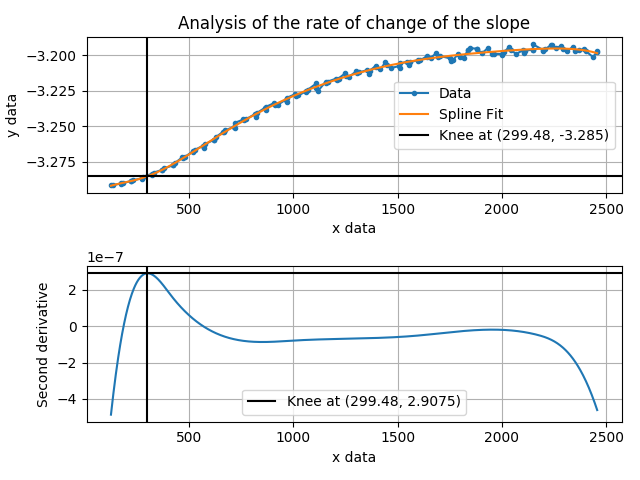 Analysis of the rate of change of the slope
y data
−3.200
−3.225
−3.250
−3.275
Data
Spline Fit
Knee at (299.48, -3.285)
500
1000
1500
2000
2500
x data
1e−7
Second derivative
2
0
−2
−4
Knee at (299.48, 2.9075)
500
1000
1500
2000
2500
x data